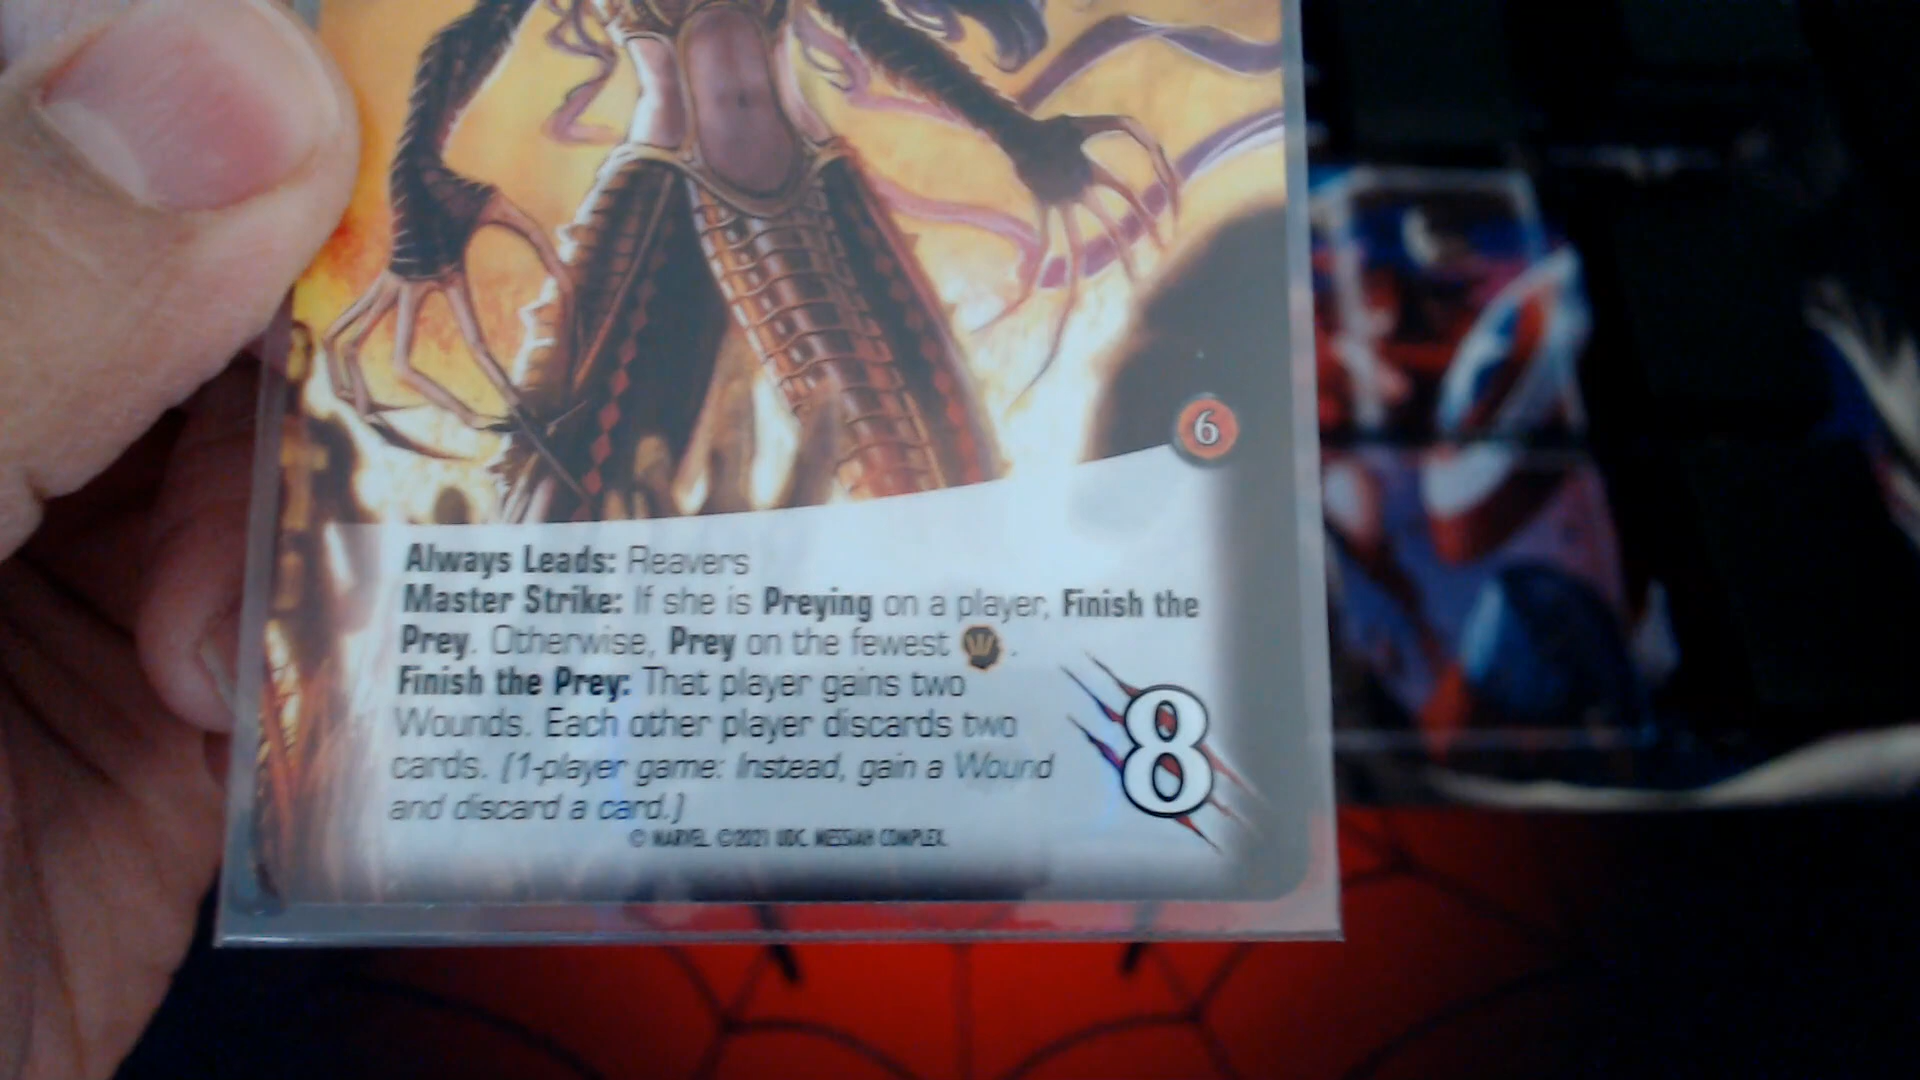 6
Always Leads: Reavers
Master Strike: If she is Preying on a player, Finish the
Prey. Otherwise, Prey on the fewest .
Finish the Prey: That player gains two
Wounds. Each other player discards two
cards. (1-player game: Instead, gain a Wound
and discard a card.)
8
© MARVEL. ©2021 UDC. MESSIAH COMPLEX.